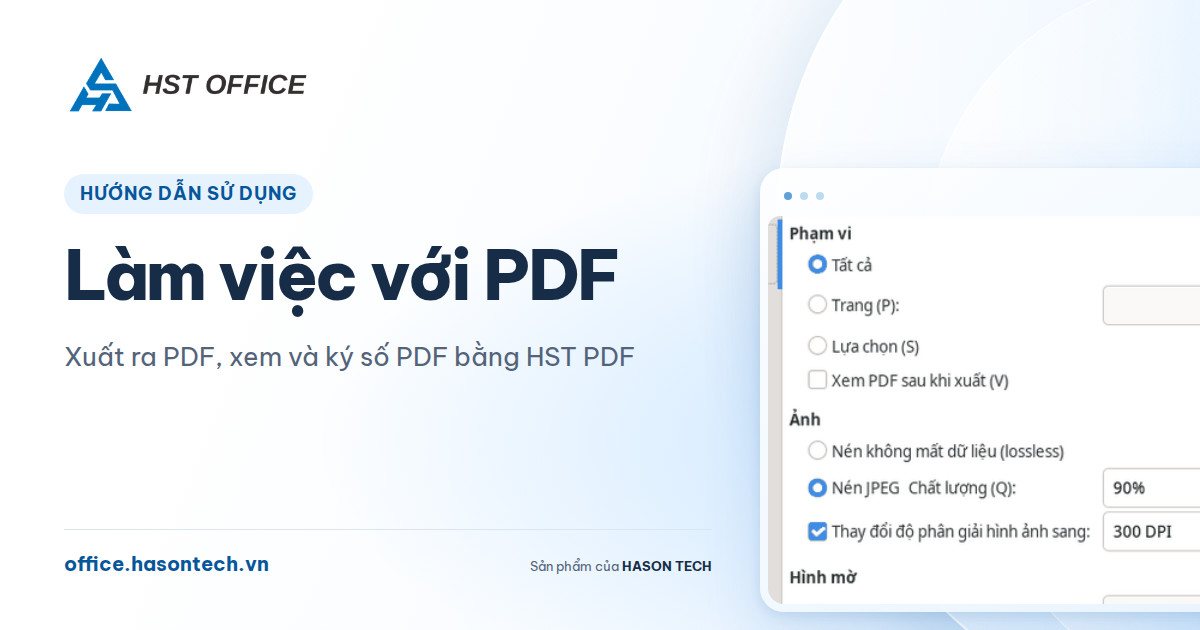 HST OFFICE
HƯỚNG DẪN SỬ DỤNG
Làm việc với PDF
Xuất ra PDF, xem và ký số PDF bằng HST PDF
office.hasontech.vn
Sản phẩm của HASON TECH
Phạm vi
Tất cả
Trang (P):
Lựa chọn (S)
Xem PDF sau khi xuất (V)
Ảnh
Nén không mất dữ liệu (lossless)
Nén JPEG Chất lượng (Q): 90%
Thay đổi độ phân giải hình ảnh sang: 300 DPI
Hình mờ